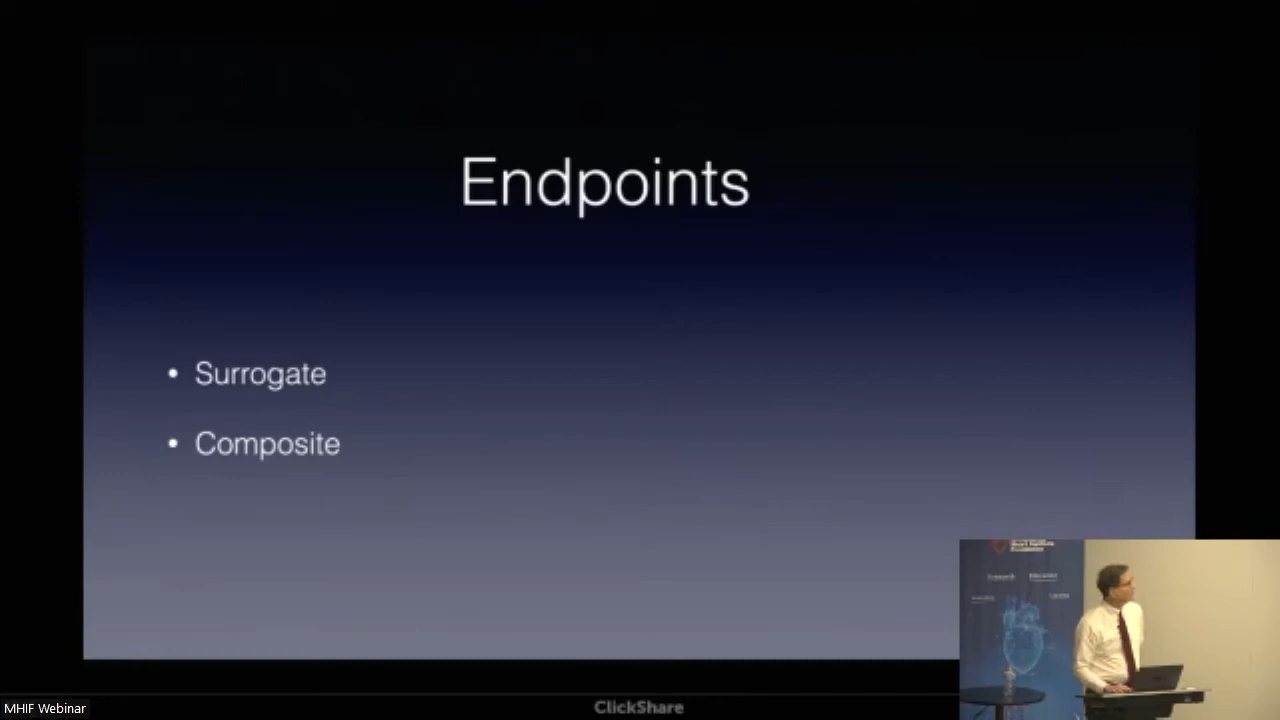 Endpoints
• Surrogate
• Composite
MHIF Webinar
ClickShare